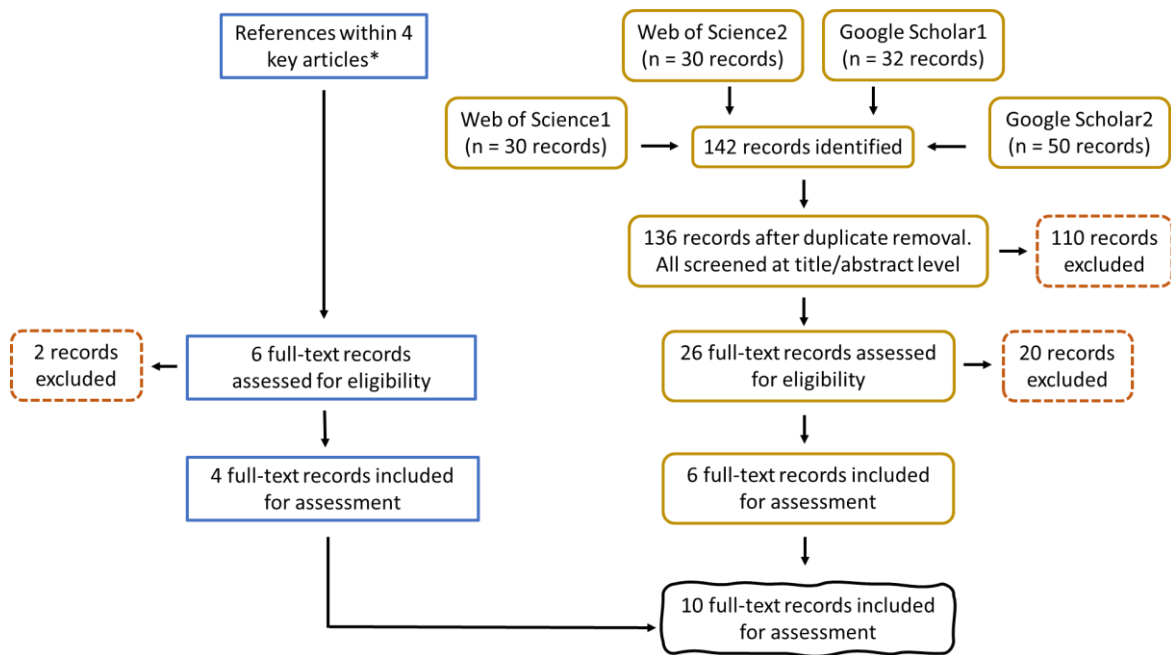 References within 4
key articles*
Web of Science2
(n = 30 records)
Google Scholar1
(n = 32 records)
Web of Science1
(n = 30 records)
142 records identified
Google Scholar2
(n = 50 records)
136 records after duplicate removal.
All screened at title/abstract level
110 records
excluded
2 records
excluded
6 full-text records
assessed for eligibility
26 full-text records assessed
for eligibility
20 records
excluded
4 full-text records included
for assessment
6 full-text records included
for assessment
10 full-text records included
for assessment